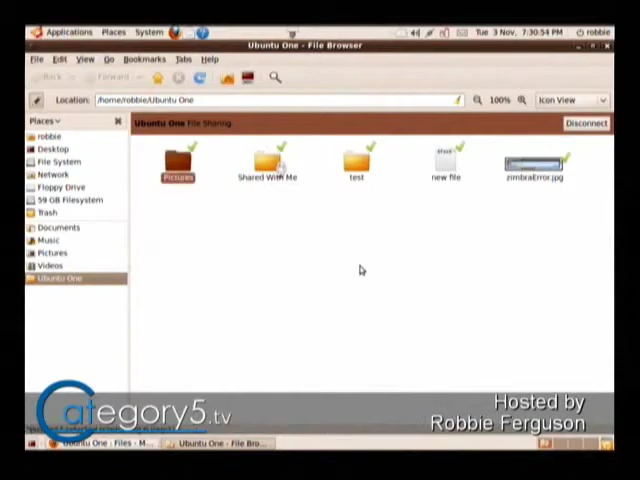 Applications Places System Tue 3 Nov, 7:30:54 PM robbie
Ubuntu One - File Browser
File Edit View Go Bookmarks Tabs Help
Back Forward
Location: /home/robbie/Ubuntu One 100% Icon View
Places Ubuntu One File Sharing Disconnect
robbie
Desktop
File System
Network
Floppy Drive
59 GB Filesystem
Trash
Documents
Music
Pictures
Videos
Ubuntu One
Pictures Shared With Me test new file zimbraError.jpg
Category5.tv
Hosted by
Robbie Ferguson
Ubuntu One : Files - M... Ubuntu One - File Bro...